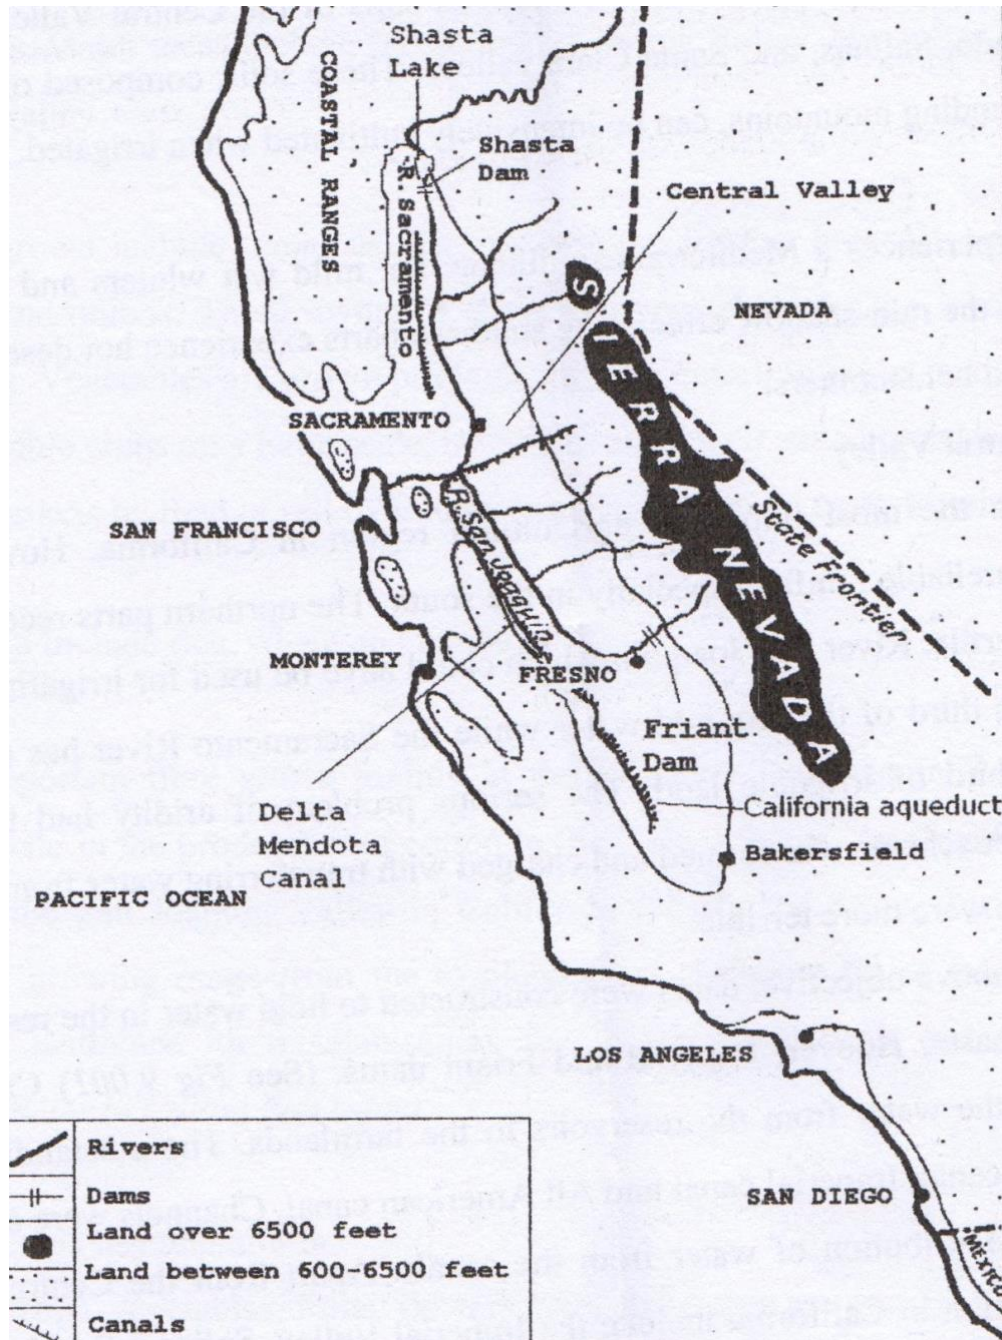 Shasta
Lake
COASTAL RANGES
Shasta
Dam
R. Sacramento
Central Valley
NEVADA
SIERRA NEVADA
SACRAMENTO
State Frontier
SAN FRANCISCO
R. San Joaquin
MONTEREY
FRESNO
Friant
Dam
California aqueduct
Delta
Mendota
Canal
Bakersfield
PACIFIC OCEAN
LOS ANGELES
SAN DIEGO
MEXICO
Rivers
Dams
Land over 6500 feet
Land between 600-6500 feet
Canals